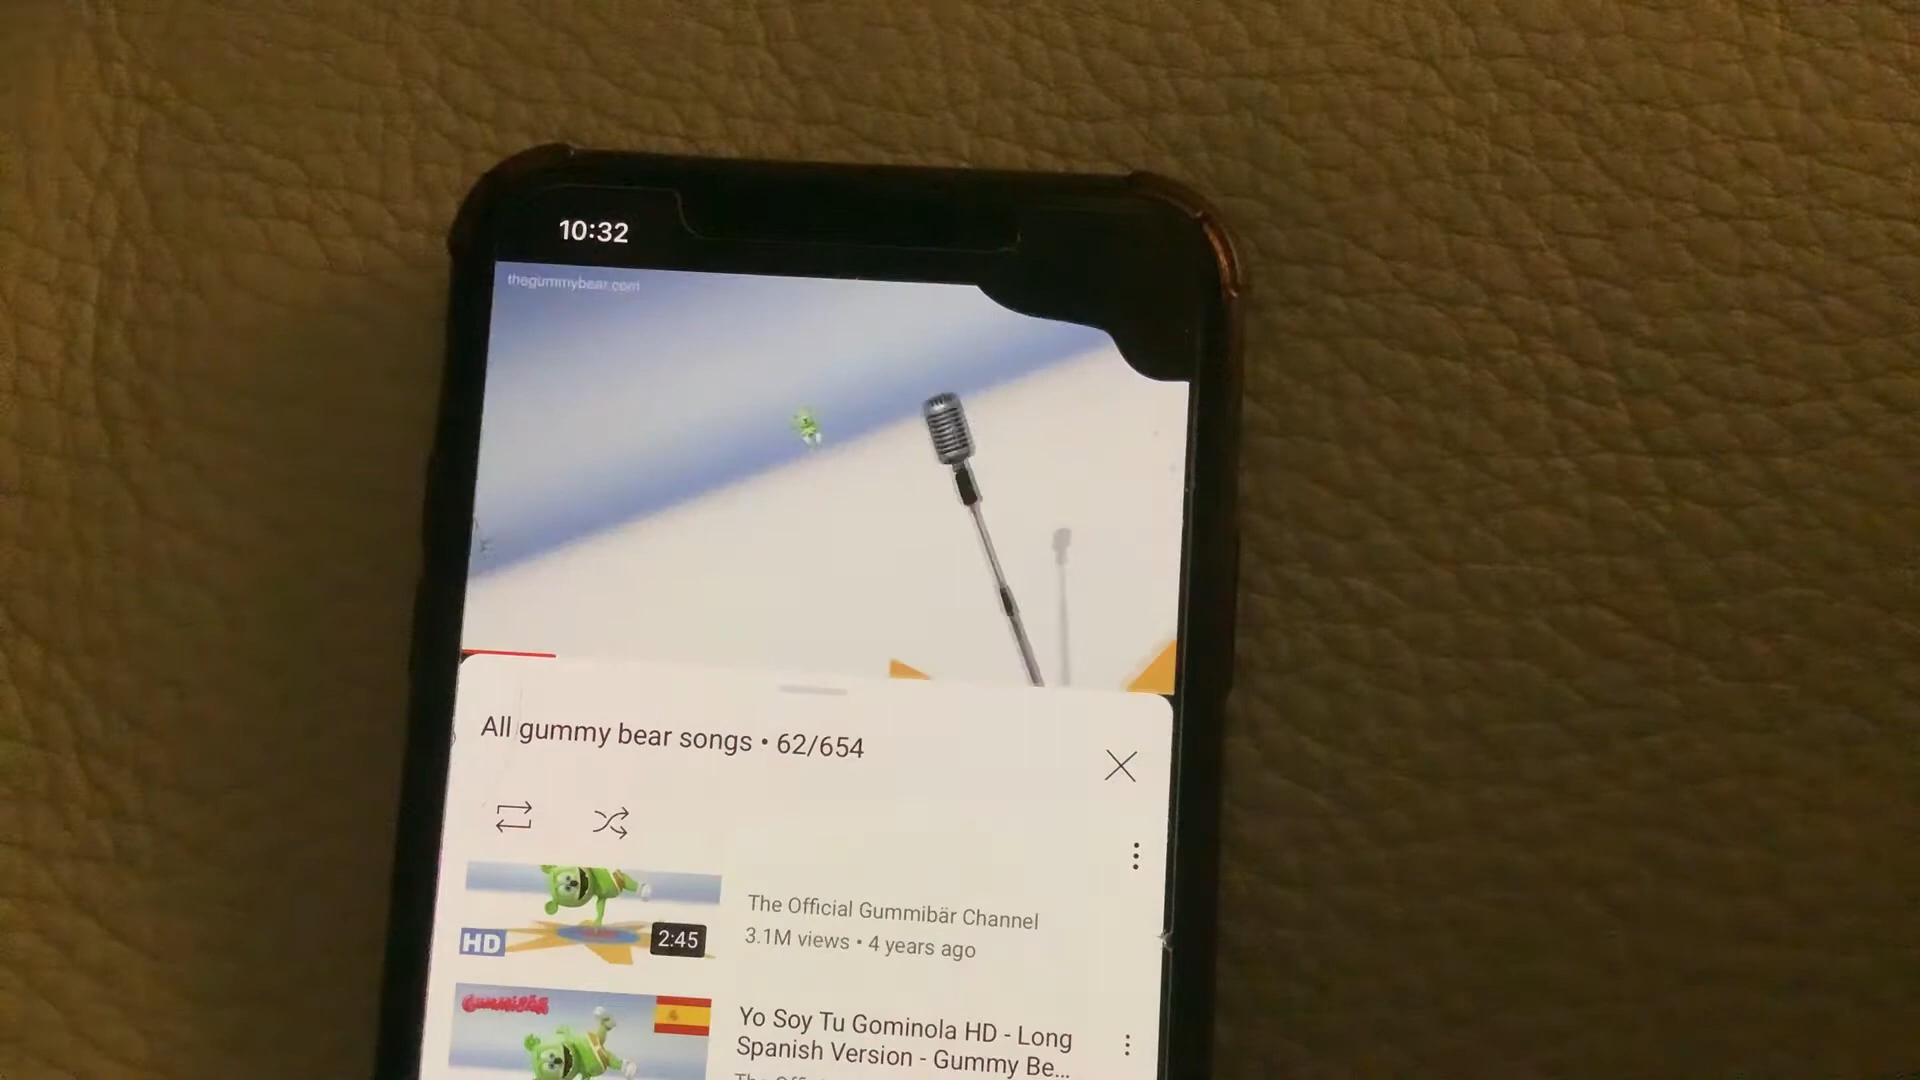 10:32
thegummybear.com
All gummy bear songs • 62/654
HD
2:45
The Official Gummibär Channel
3.1M views • 4 years ago
GUMMIBÄR
Yo Soy Tu Gominola HD - Long
Spanish Version - Gummy Be...